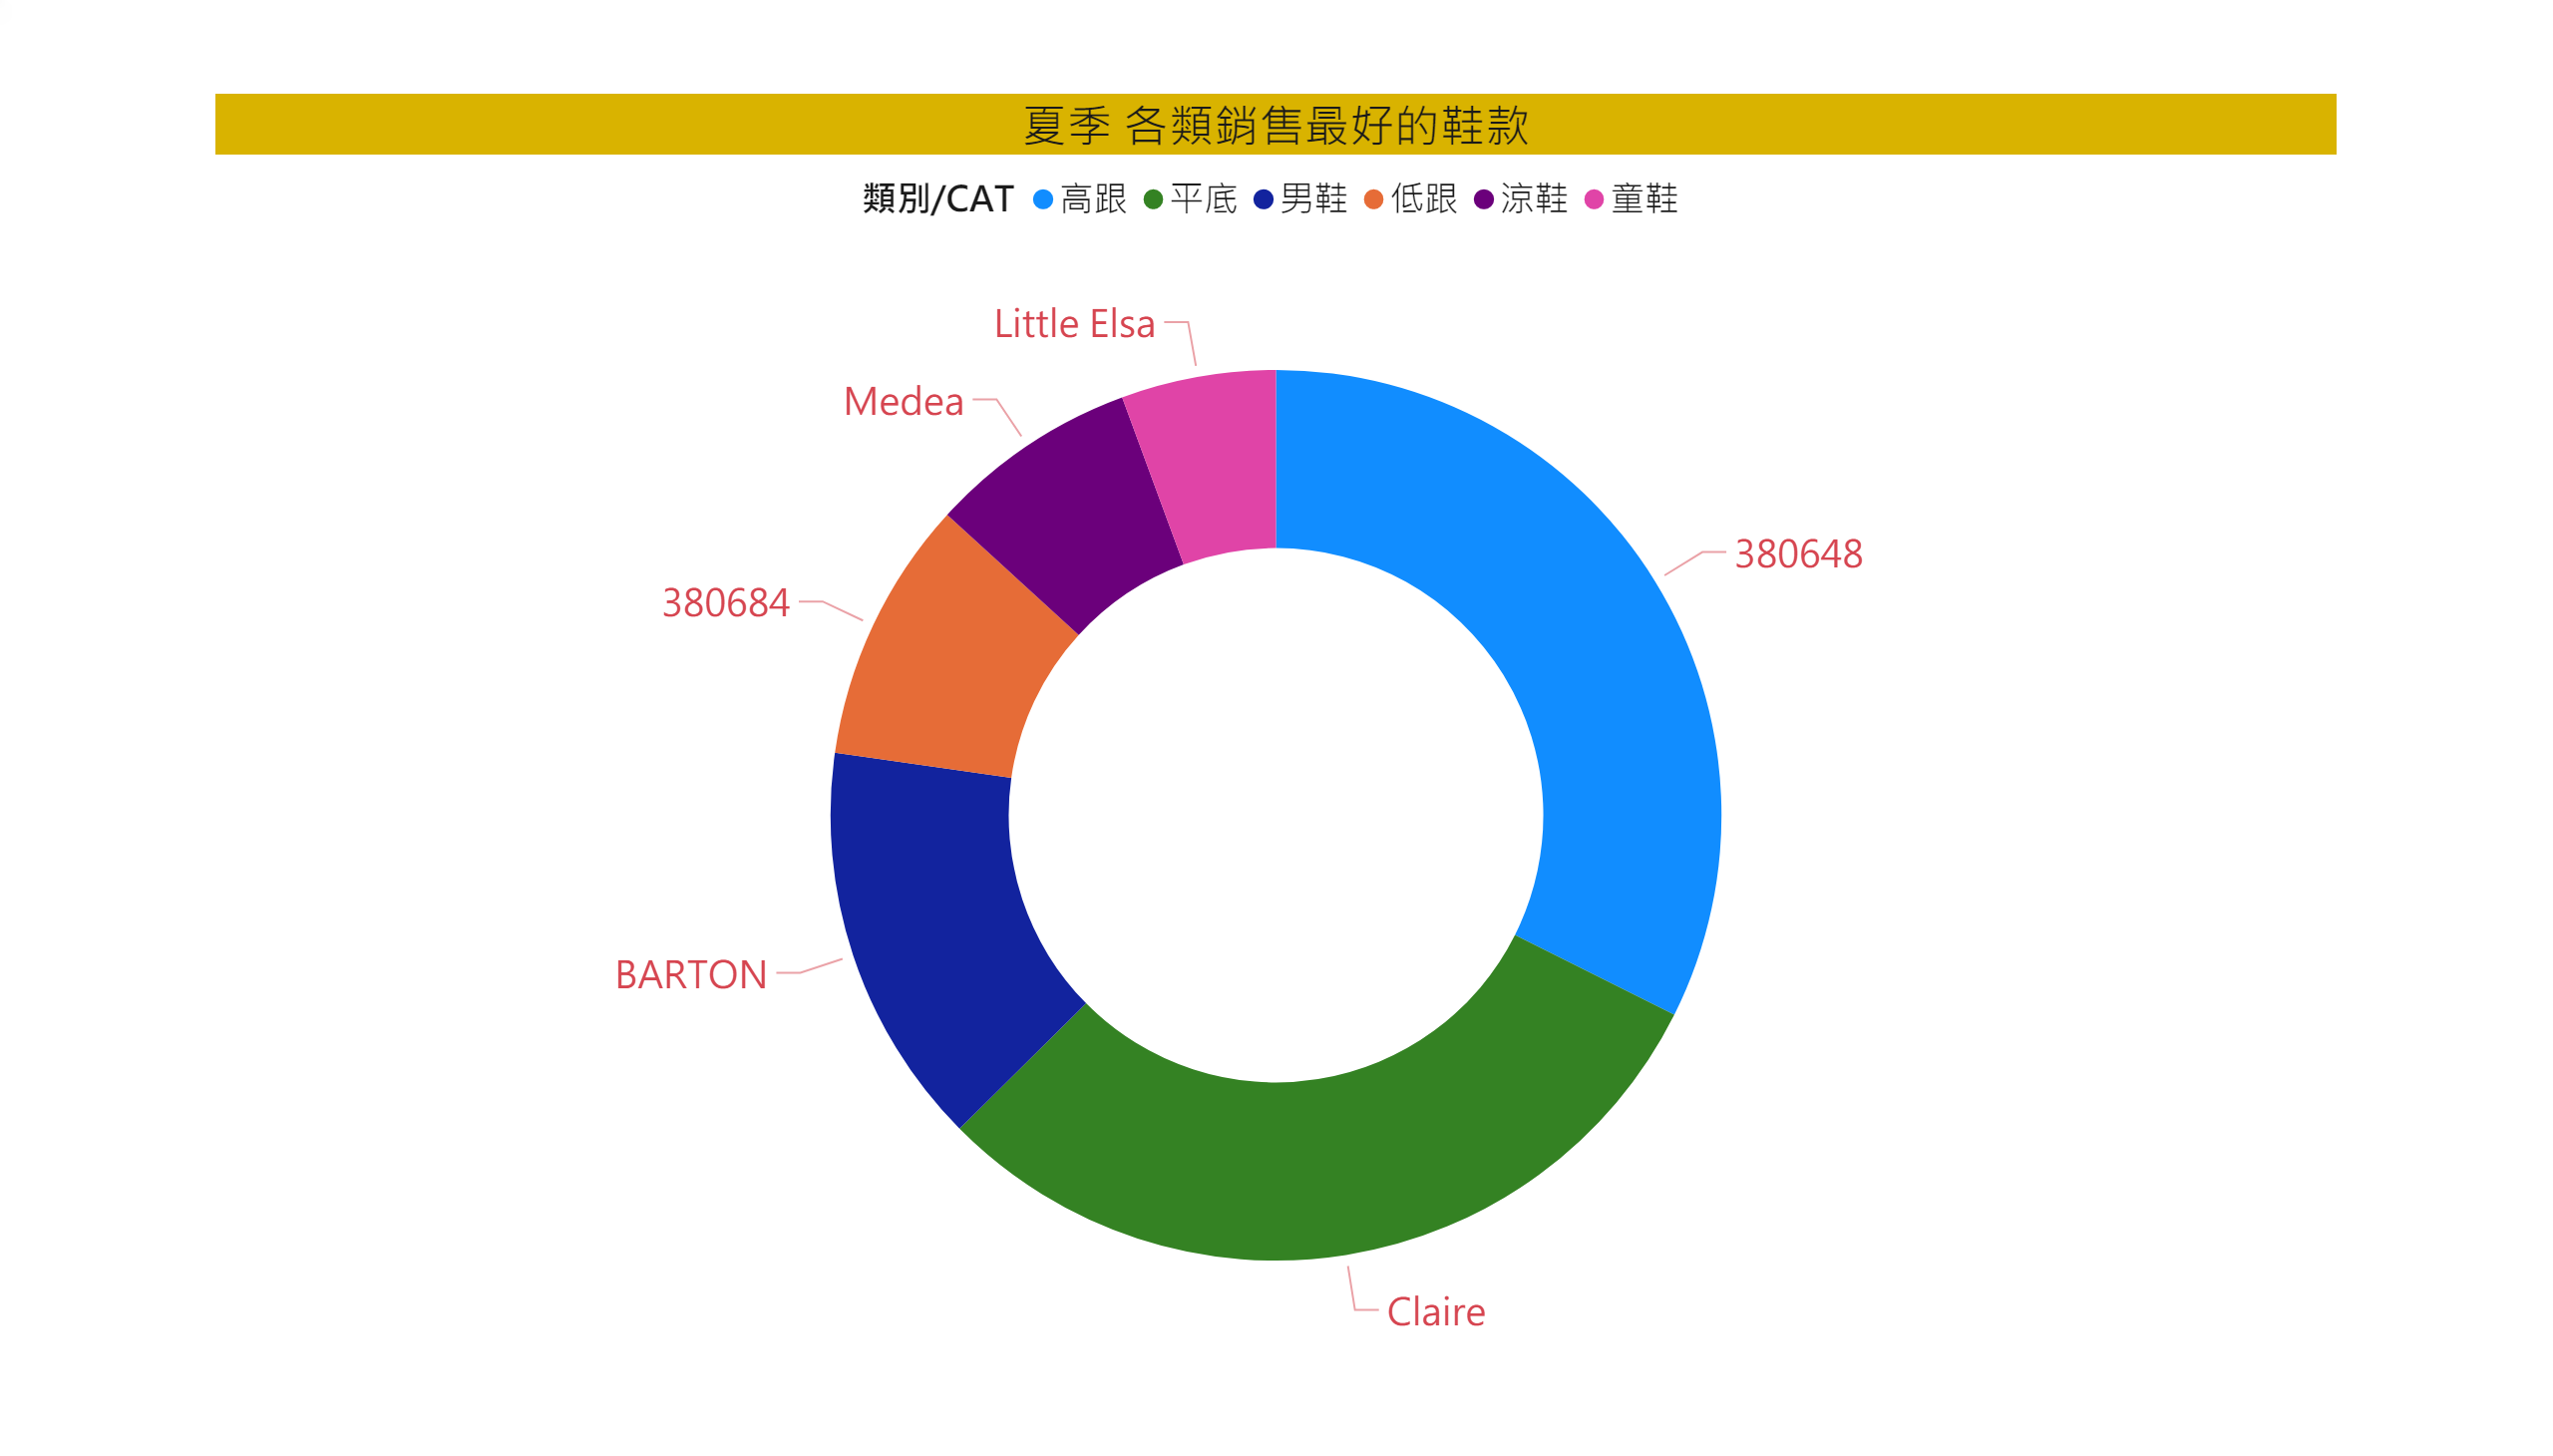 夏季 各類銷售最好的鞋款
類別/CAT 高跟 平底 男鞋 低跟 涼鞋 童鞋
Little Elsa
Medea
380648
380684
BARTON
Claire